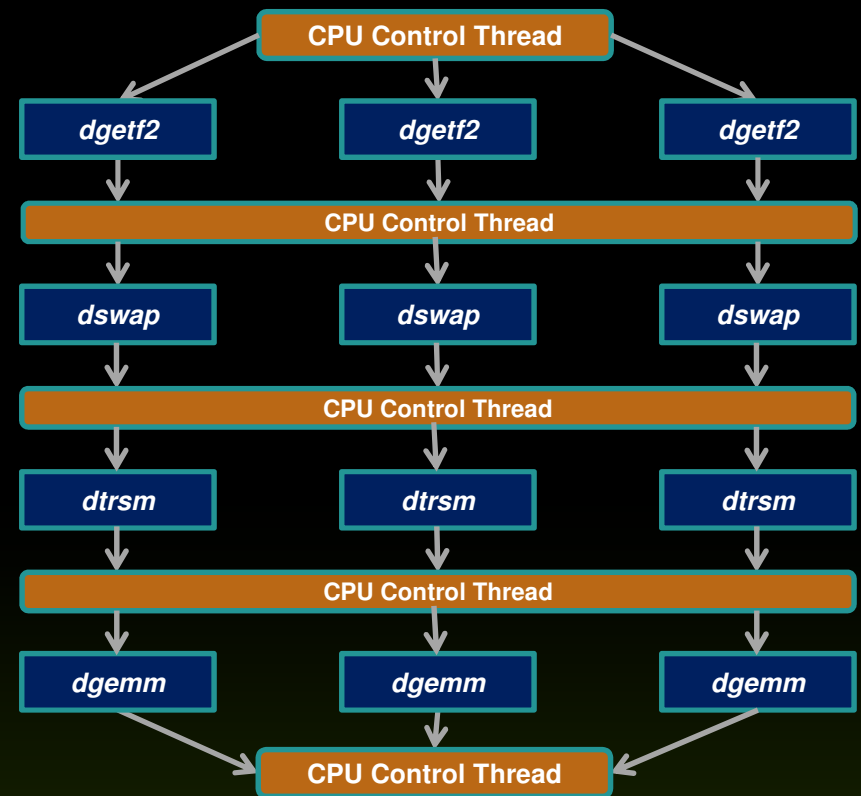 CPU Control Thread
dgetf2 dgetf2 dgetf2
CPU Control Thread
dswap dswap dswap
CPU Control Thread
dtrsm dtrsm dtrsm
CPU Control Thread
dgemm dgemm dgemm
CPU Control Thread